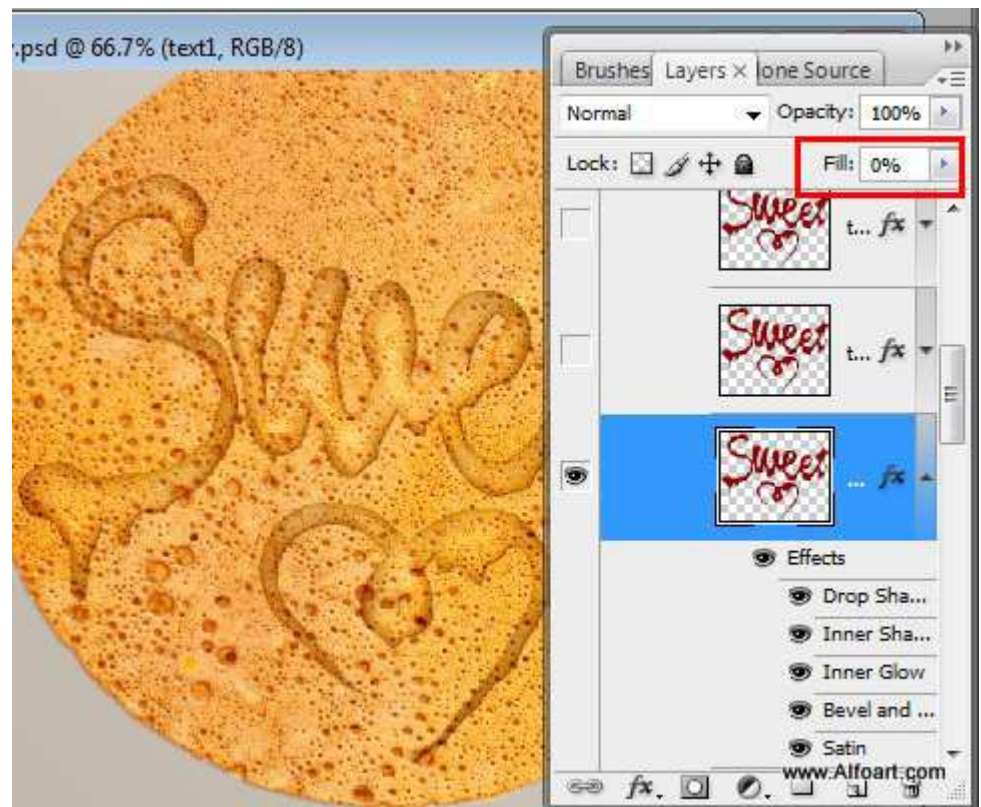 .psd @ 66.7% (text1, RGB/8)
Brushes Layers × lone Source
Normal Opacity: 100%
Lock: Fill: 0%
Sweet
t... fx
Sweet
t... fx
Sweet
... fx
Effects
Drop Sha...
Inner Sha...
Inner Glow
Bevel and ...
Satin
www.Alfoart.com
fx.
Swe